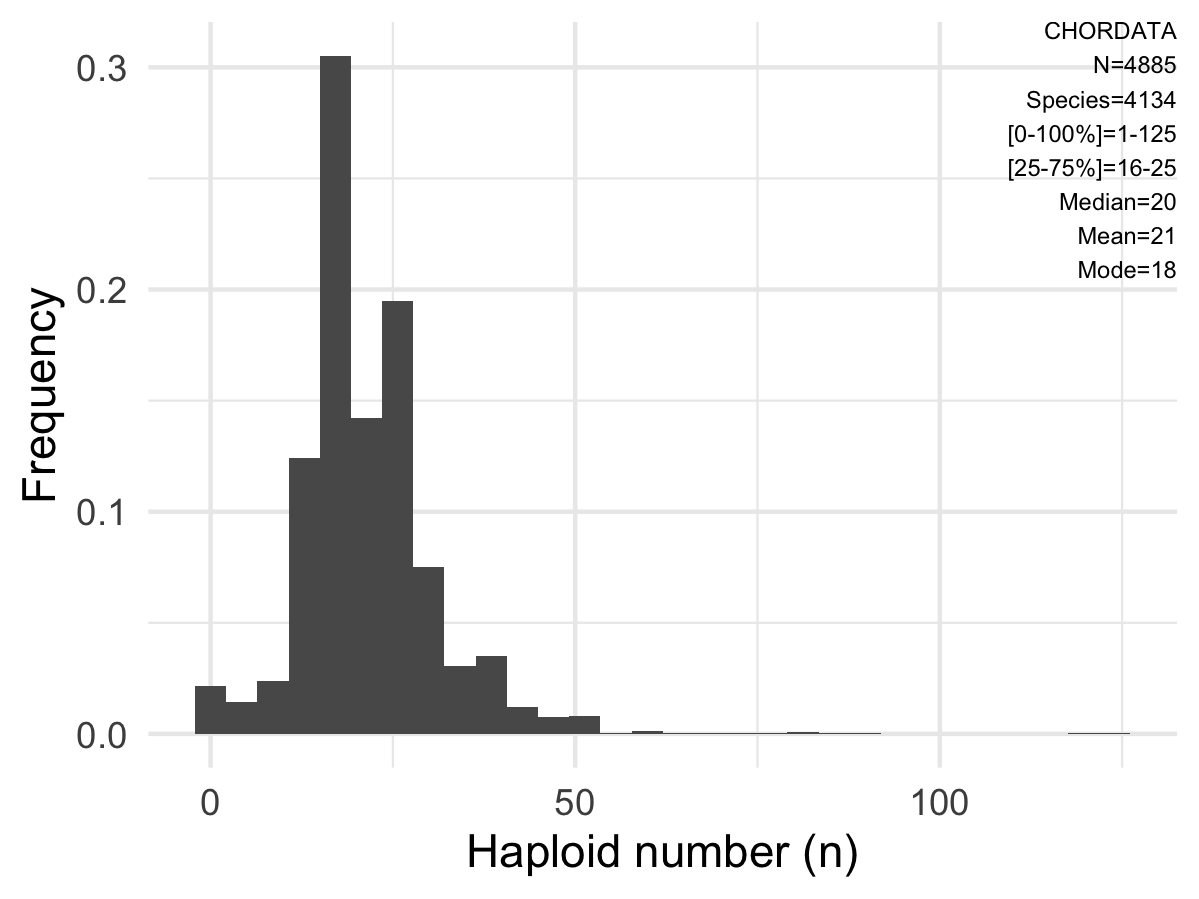 CHORDATA
N=4885
Species=4134
[0-100%]=1-125
[25-75%]=16-25
Median=20
Mean=21
Mode=18
Frequency
0.3
0.2
0.1
0.0
0
50
100
Haploid number (n)